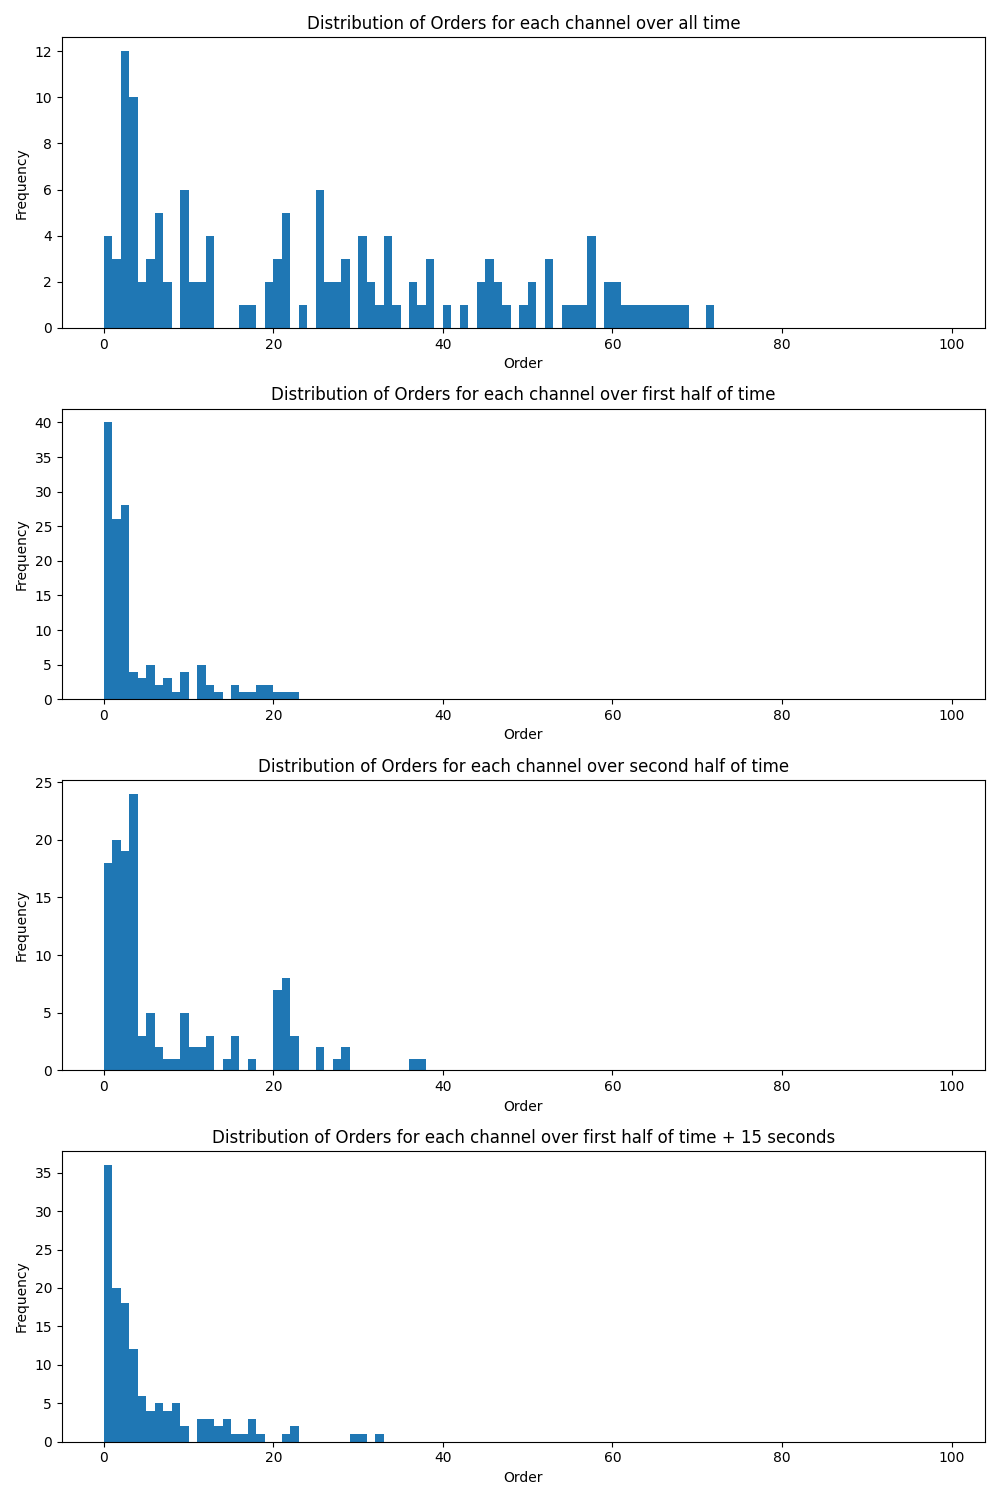 Distribution of Orders for each channel over all time
12
10
8
6
4
2
0
Frequency
0 20 40 60 80 100
Order
Distribution of Orders for each channel over first half of time
40
35
30
25
20
15
10
5
0
Frequency
0 20 40 60 80 100
Order
Distribution of Orders for each channel over second half of time
25
20
15
10
5
0
Frequency
0 20 40 60 80 100
Order
Distribution of Orders for each channel over first half of time + 15 seconds
35
30
25
20
15
10
5
0
Frequency
0 20 40 60 80 100
Order